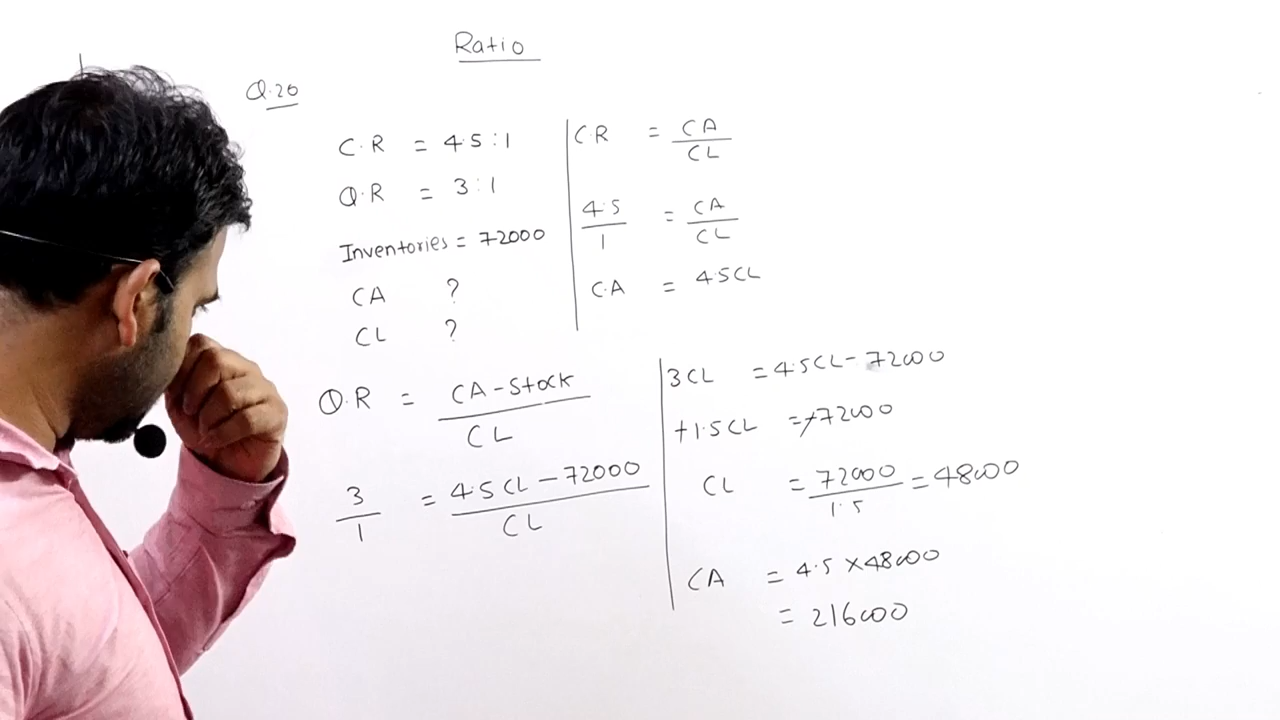 Ratio
Q.20
C.R = 4.5 : 1
Q.R = 3 : 1
Inventories = 72000
CA ?
CL ?
C.R = CA / CL
4.5 / 1 = CA / CL
C.A = 4.5CL
Q.R = CA - Stock / CL
3 / 1 = 4.5 CL - 72000 / CL
3CL = 4.5CL - 72000
+1.5CL = +72000
CL = 72000 / 1.5 = 48000
CA = 4.5 × 48000
= 216000